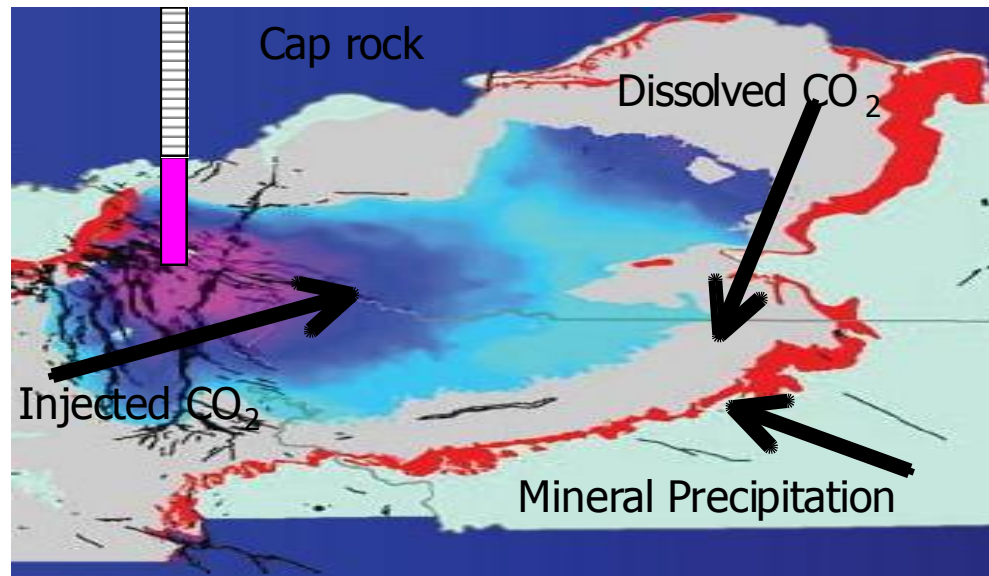 Cap rock
Dissolved CO₂
Injected CO₂
Mineral Precipitation